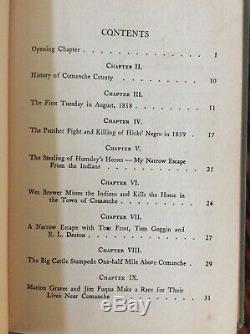 CONTENTS
PAGE
Opening Chapter 1
CHAPTER II.
History of Comanche County 10
CHAPTER III.
The First Tuesday in August, 1858 11
CHAPTER IV.
The Panther Fight and Killing of Hicks' Negro in 1859 17
CHAPTER V.
The Stealing of Hornsley's Horses—My Narrow Escape
From the Indians 21
CHAPTER VI.
Wes Brewer Misses the Indians and Kills the Horse in
the Town of Comanche 24
CHAPTER VII.
A Narrow Escape with Tom Frost, Tom Goggin and
E. L. Deaton 27
CHAPTER VIII.
The Big Cattle Stampede One-half Mile Above Comanche 29
CHAPTER IX.
Marion Graves and Jim Fuqua Make a Race for Their
Lives Near Comanche 31